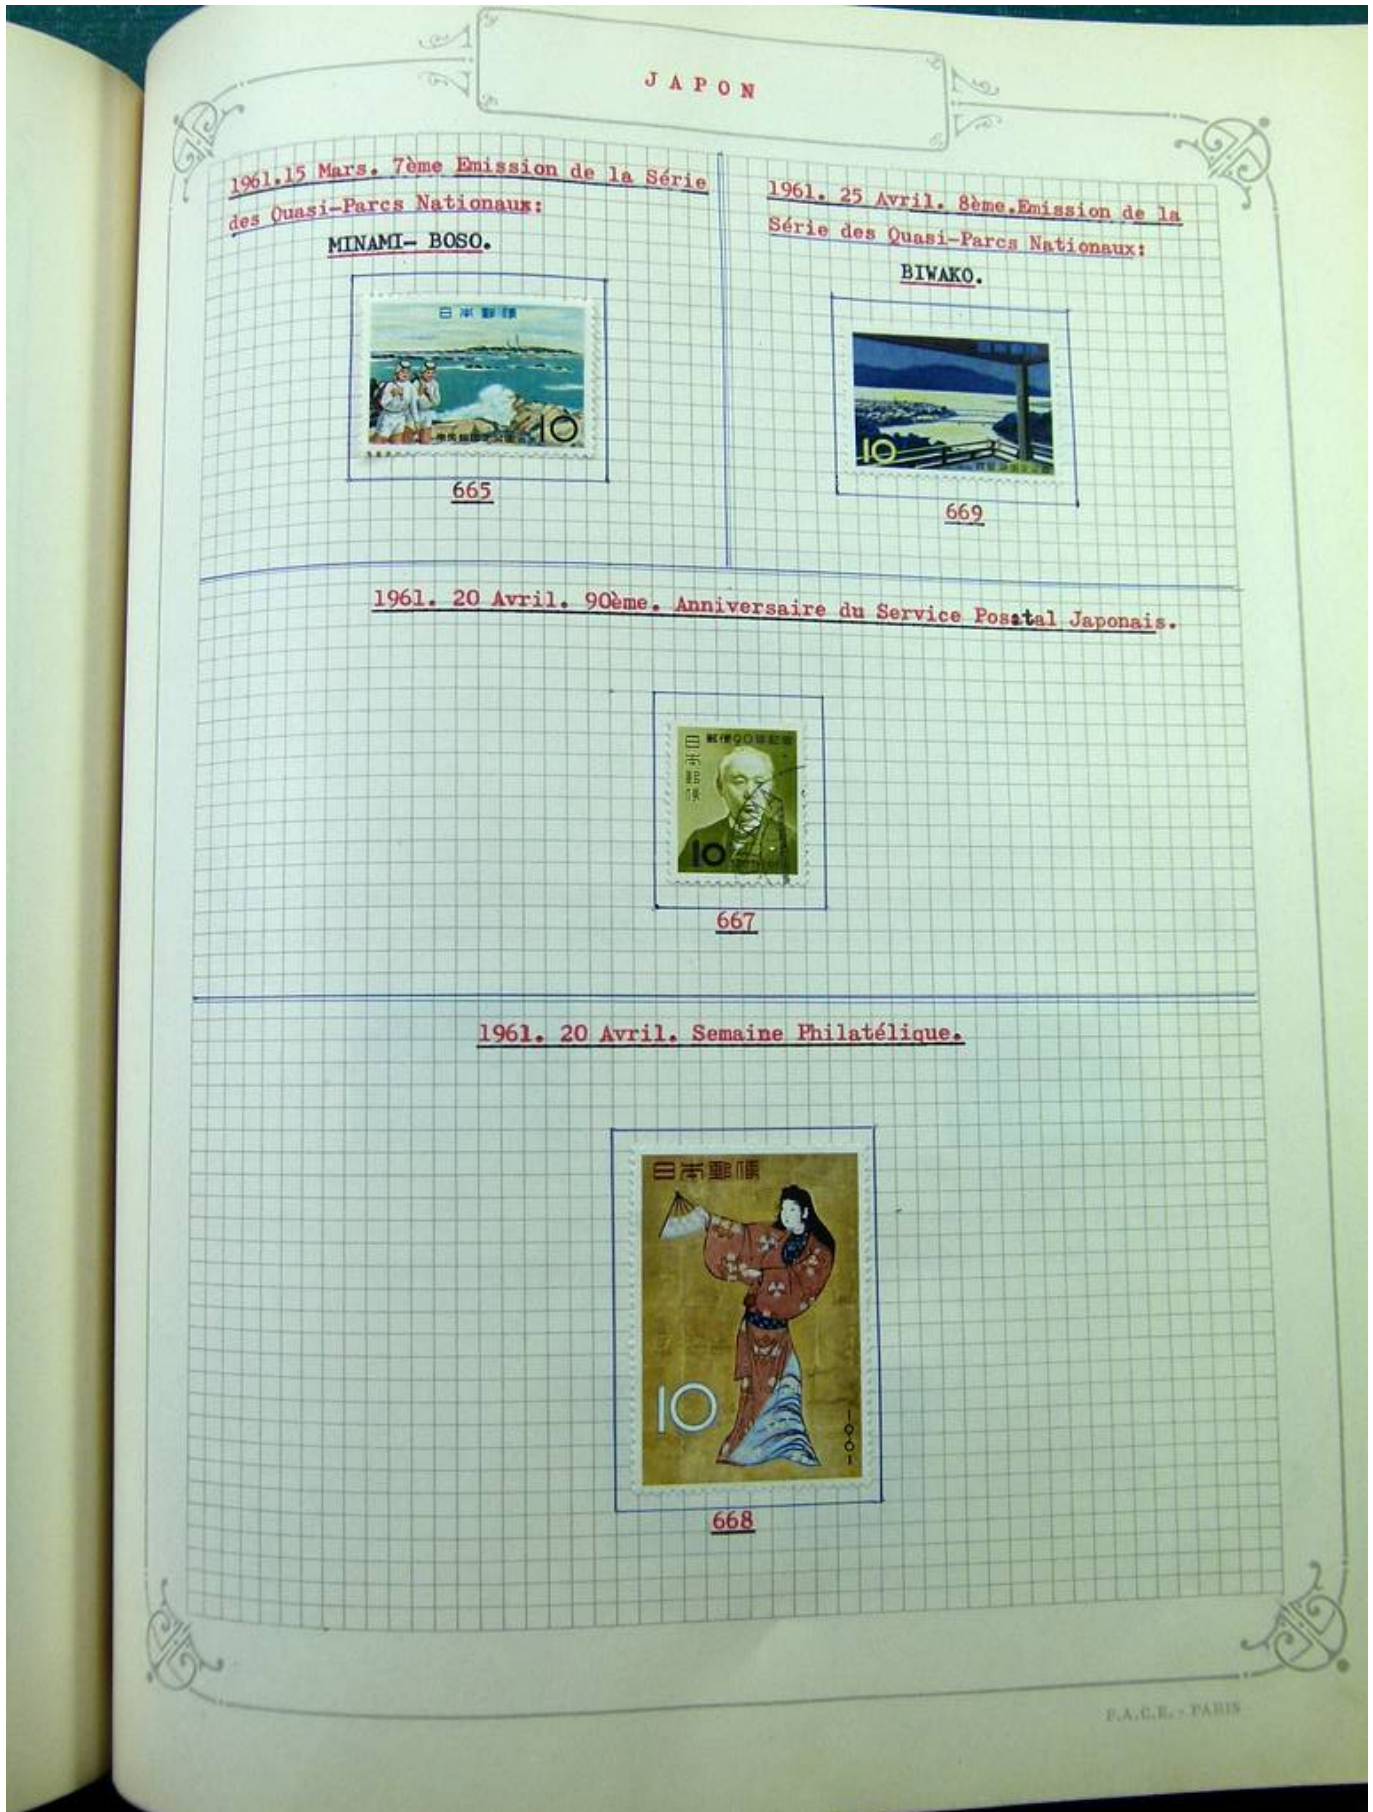 JAPON
1961.15 Mars. 7ème Emission de la Série
des Quasi-Parcs Nationaux:
MINAMI- BOSO.
日本郵便
10
665
1961. 25 Avril. 8ème.Emission de la
Série des Quasi-Parcs Nationaux:
BIWAKO.
10
669
1961. 20 Avril. 90ème. Anniversaire du Service Posatal Japonais.
郵便90年記念
日本郵便
10
667
1961. 20 Avril. Semaine Philatélique.
日本郵便
10
1961
668
F.A.C.E. - PARIS